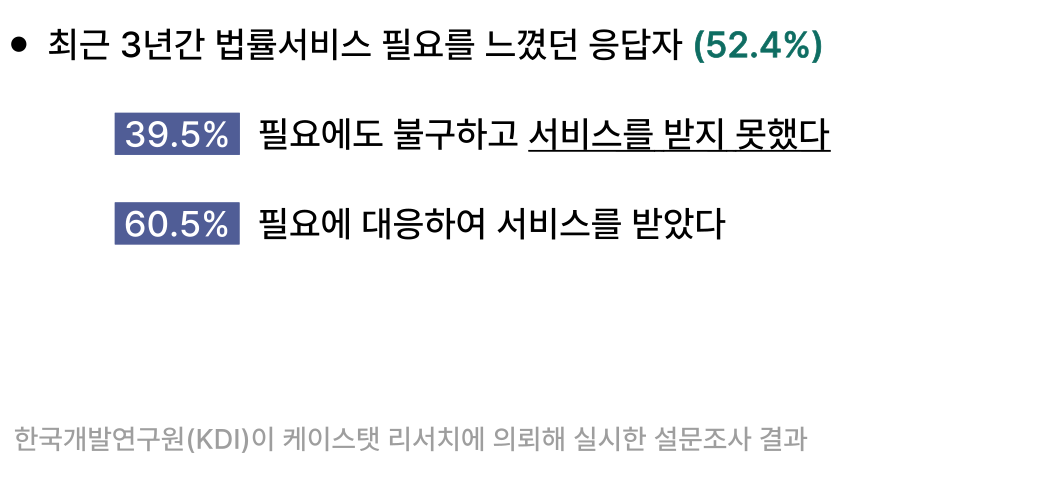 • 최근 3년간 법률서비스 필요를 느꼈던 응답자 (52.4%)
39.5% 필요에도 불구하고 서비스를 받지 못했다
60.5% 필요에 대응하여 서비스를 받았다
한국개발연구원(KDI)이 케이스탯 리서치에 의뢰해 실시한 설문조사 결과